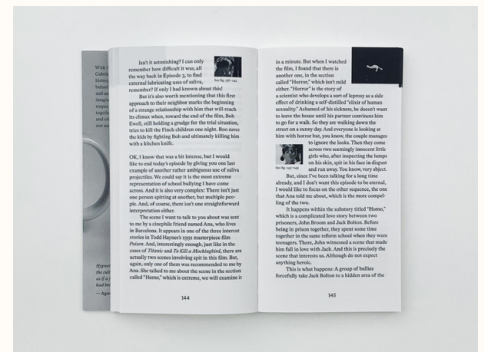 Isn't it astonishing? I can only
remember how difficult it was, all
the way back in Episode 3, to find
external lubricating uses of saliva,
remember? If only I had known about this!
But it's also worth mentioning that this first
approach to their neighbor marks the beginning
of a strange relationship with him that will reach
its climax when, toward the end of the film, Bob
Ewell, still holding a grudge for the trial situation,
tries to kill the Finch children one night. Boo saves
the kids by fighting Bob and ultimately killing him
with a kitchen knife.
OK, I know that was a bit intense, but I would
like to end today's episode by giving you one last
example of another rather ambiguous use of saliva
projectiles. We could say it is the most extreme
representation of school bullying I have come
across. And it is also very complex: There isn't just
one person spitting at another, but multiple peo-
ple. And, of course, there isn't one straightforward
interpretation either.
The scene I want to talk to you about was sent
to me by a cinephile friend named Ana, who lives
in Barcelona. It appears in one of the three internet
stories in Todd Haynes's 1991 masterpiece film
Poison. And, interestingly enough, just like in the
cases of Titanic and To Kill a Mockingbird, there are
actually two scenes involving spit in this film. But,
again, only one of them was recommended to me by
Ana. She talked to me about the scene in the section
called "Homo," which is extreme, we will examine it
144
in a minute. But when I watched
the film, I found that there is
another one, in the section
called "Horror," which isn't mild
either. "Horror" is the story of
a scientist who develops a sort of leprosy as a side
effect of drinking a self-distilled "elixir of human
sexuality." Ashamed of his sickness, he doesn't want
to leave the house until his partner convinces him
to go for a walk. So they are walking down the
street on a sunny day. And everyone is looking at
him with horror but, you know, the couple manages
to ignore the looks. Then they come
across two seemingly innocent little
girls who, after inspecting the lumps
on his skin, spit in his face in disgust
and run away. You know, very abject.
But, since I've been talking for a long time
already, and I don't want this episode to be eternal,
I would like to focus on the other sequence, the one
that Ana told me about, which is the more compel-
ling of the two.
It happens within the substory titled "Homo,"
which is a complicated love story between two
prisoners, John Broom and Jack Bolton. Before
being in prison together, they spent some time
together in the same reform school when they were
teenagers. There, John witnessed a scene that made
him fall in love with Jack. And this is precisely the
scene that interests us. Although do not expect
anything heroic.
This is what happens: A group of bullies
forcefully take Jack Bolton to a hidden area of the
145